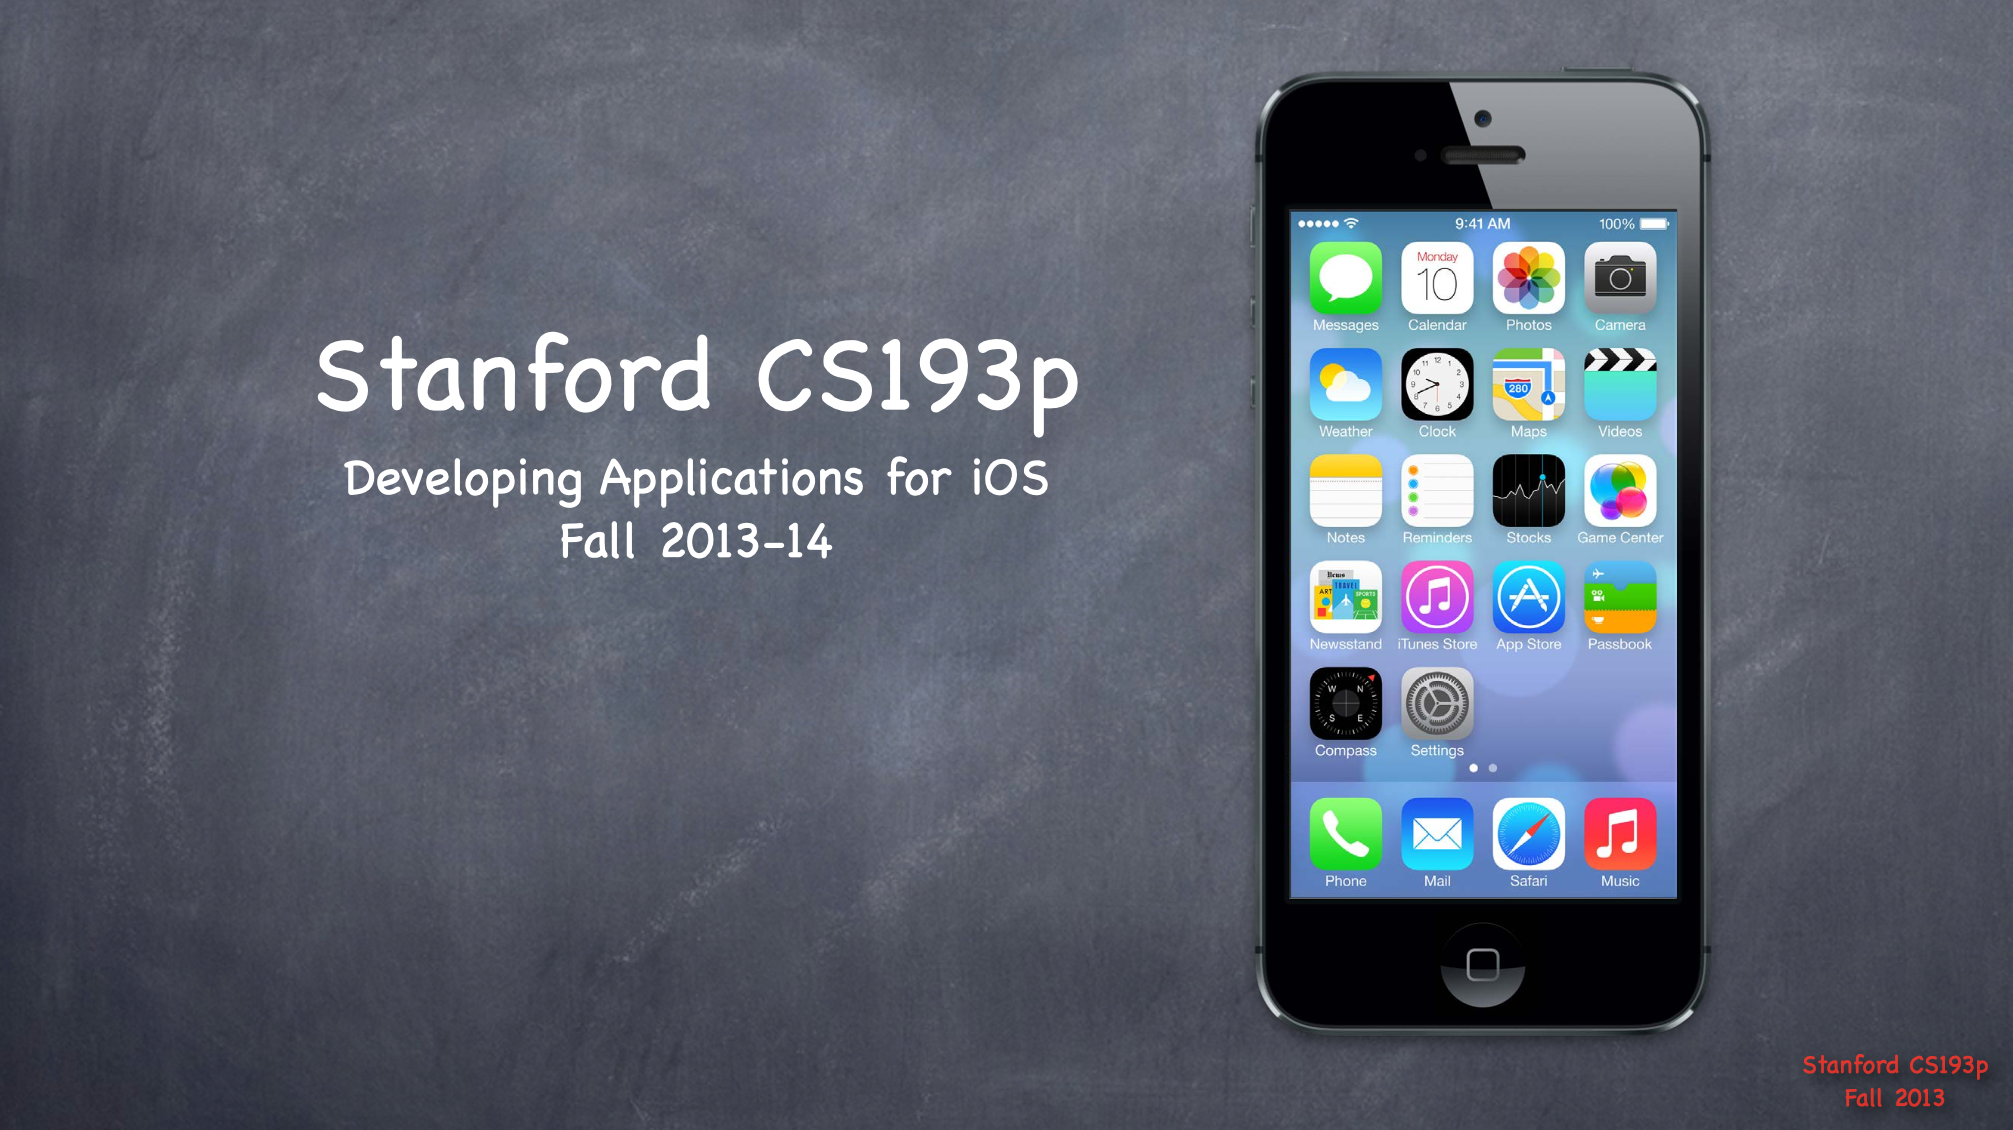 Stanford CS193p
Developing Applications for iOS
Fall 2013-14
9:41 AM 100%
Monday
10
Messages Calendar Photos Camera
280
Weather Clock Maps Videos
Notes Reminders Stocks Game Center
News
TRAVEL
ART
SPORTS
Newsstand iTunes Store App Store Passbook
W N
S E
Compass Settings
Phone Mail Safari Music
Stanford CS193p
Fall 2013